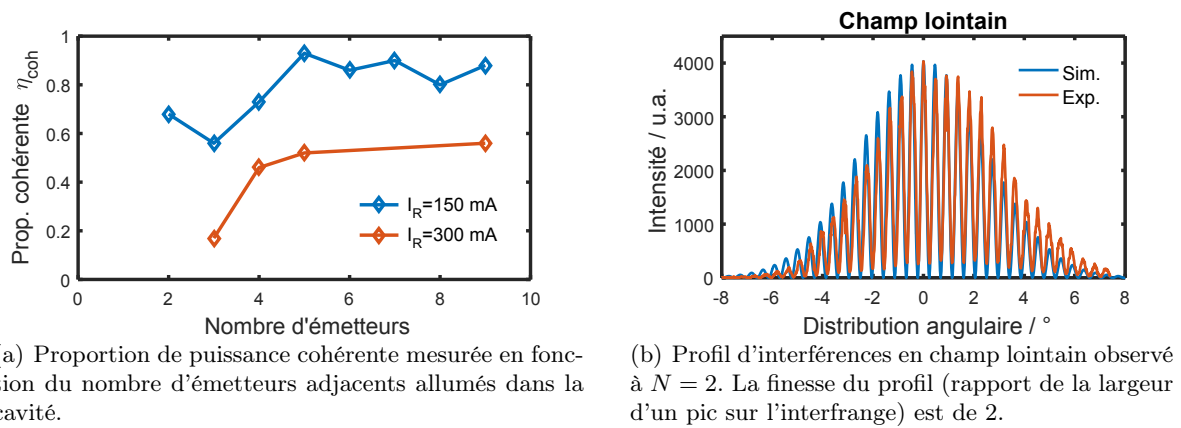 Champ lointain
1
0.8
0.6
0.4
0.2
0
0
2
4
6
8
10
Prop. cohérente η_coh
Nombre d'émetteurs
I_R=150 mA
I_R=300 mA
4000
3000
2000
1000
0
-8
-6
-4
-2
0
2
4
6
8
Intensité / u.a.
Distribution angulaire / °
Sim.
Exp.
a) Proportion de puissance cohérente mesurée en fonc-
tion du nombre d'émetteurs adjacents allumés dans la
cavité.
(b) Profil d'interférences en champ lointain observé
à N = 2. La finesse du profil (rapport de la largeur
d'un pic sur l'interfrange) est de 2.